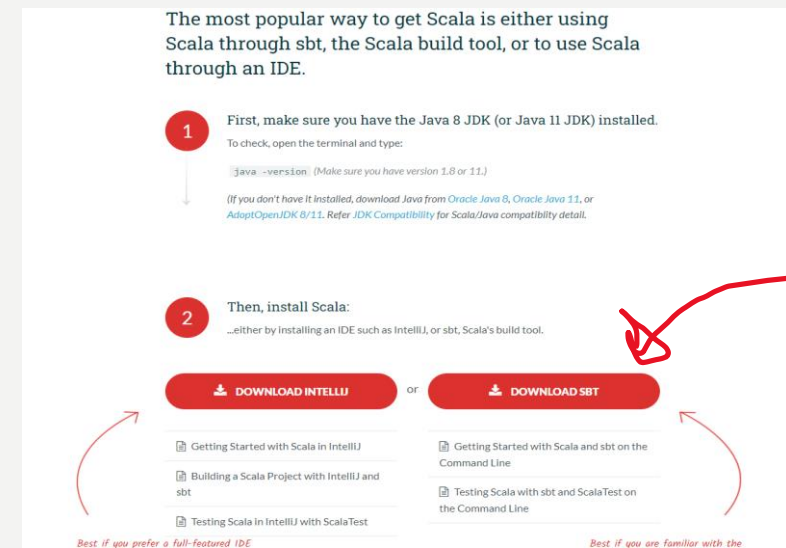 The most popular way to get Scala is either using
Scala through sbt, the Scala build tool, or to use Scala
through an IDE.
1
First, make sure you have the Java 8 JDK (or Java 11 JDK) installed.
To check, open the terminal and type:
java -version (Make sure you have version 1.8 or 11.)
(If you don't have it installed, download Java from Oracle Java 8, Oracle Java 11, or
AdoptOpenJDK 8/11. Refer JDK Compatibility for Scala/Java compatiblity detail.
2
Then, install Scala:
...either by installing an IDE such as IntelliJ, or sbt, Scala's build tool.
DOWNLOAD INTELLIJ
or
DOWNLOAD SBT
Getting Started with Scala in IntelliJ
Building a Scala Project with IntelliJ and
sbt
Testing Scala in IntelliJ with ScalaTest
Getting Started with Scala and sbt on the
Command Line
Testing Scala with sbt and ScalaTest on
the Command Line
Best if you prefer a full-featured IDE
Best if you are familiar with the